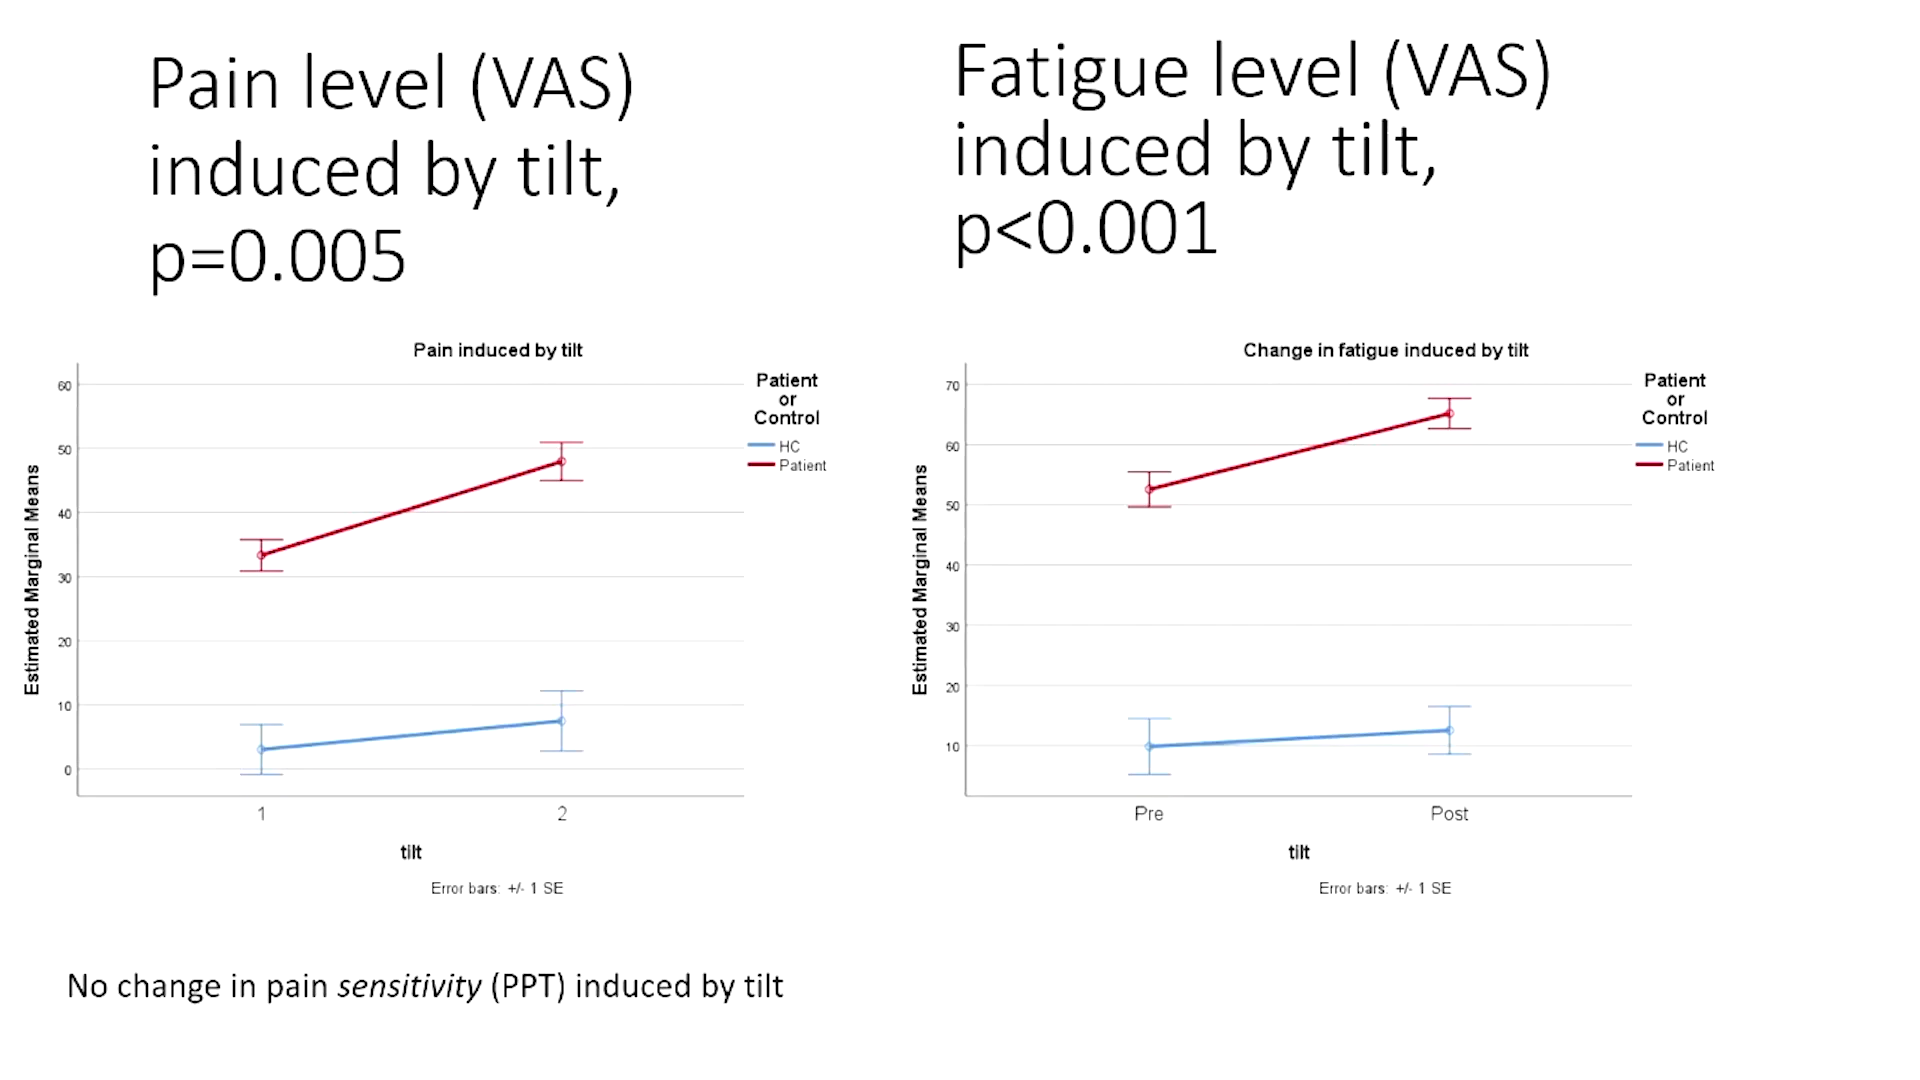 Pain level (VAS)
induced by tilt,
p=0.005
Fatigue level (VAS)
induced by tilt,
p<0.001
Pain induced by tilt
Estimated Marginal Means
60
50
40
30
20
10
0
1
2
tilt
Error bars: +/- 1 SE
Patient
or
Control
HC
Patient
Change in fatigue induced by tilt
Estimated Marginal Means
70
60
50
40
30
20
10
Pre
Post
tilt
Error bars: +/- 1 SE
Patient
or
Control
HC
Patient
No change in pain sensitivity (PPT) induced by tilt